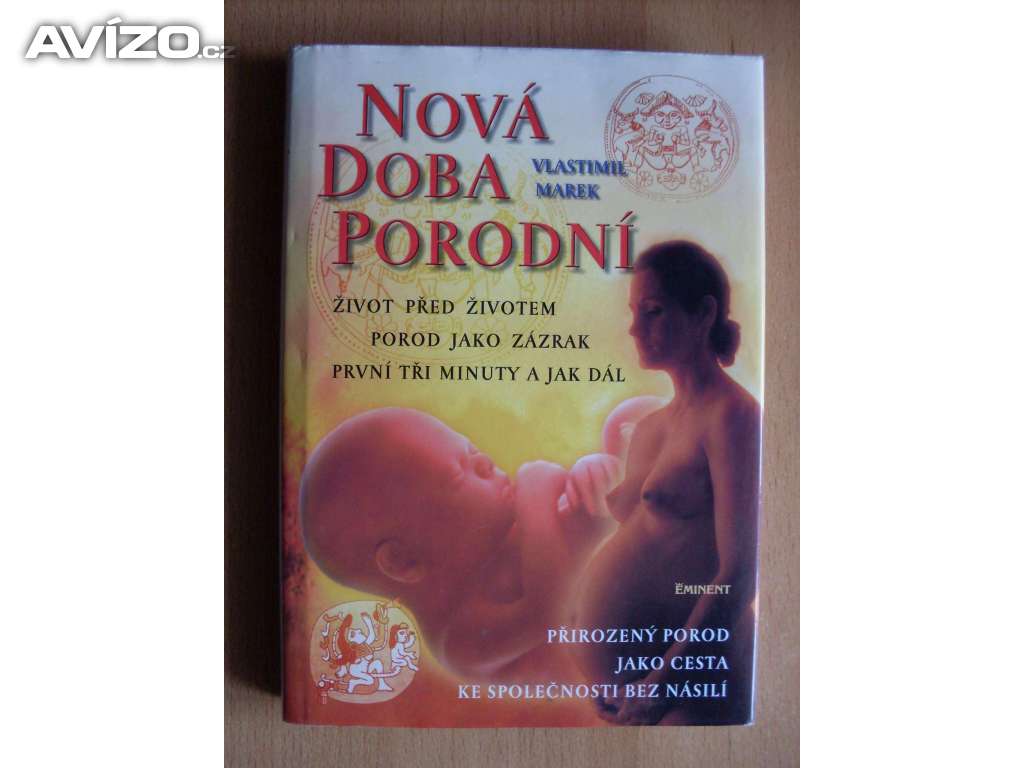 AVÍZO.cz
NOVÁ
DOBA
PORODNÍ
VLASTIMIL
MAREK
ŽIVOT PŘED ŽIVOTEM
POROD JAKO ZÁZRAK
PRVNÍ TŘI MINUTY A JAK DÁL
EMINENT
PŘIROZENÝ POROD
JAKO CESTA
KE SPOLEČNOSTI BEZ NÁSILÍ